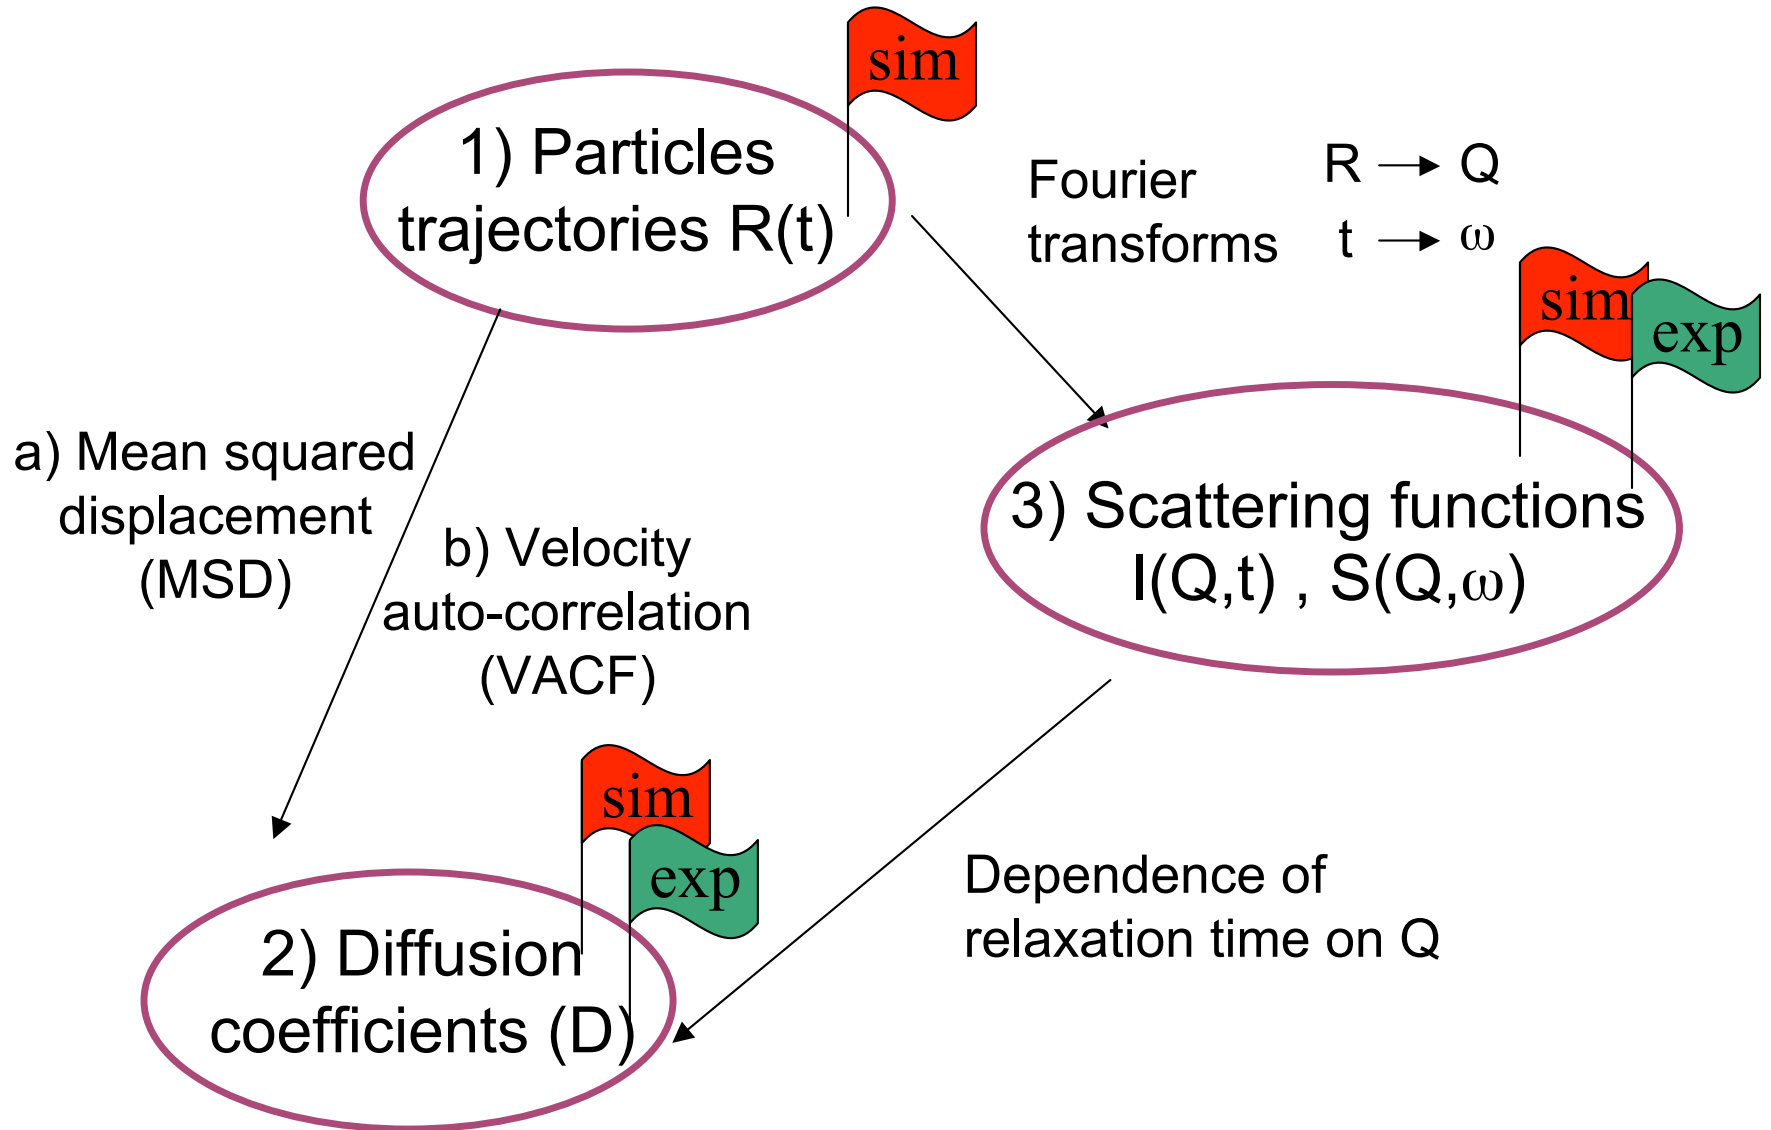 sim
1) Particles
trajectories R(t)
Fourier
transforms
R → Q
t → ω
sim
exp
a) Mean squared
displacement
(MSD)
b) Velocity
auto-correlation
(VACF)
3) Scattering functions
I(Q,t) , S(Q,ω)
sim
exp
2) Diffusion
coefficients (D)
Dependence of
relaxation time on Q